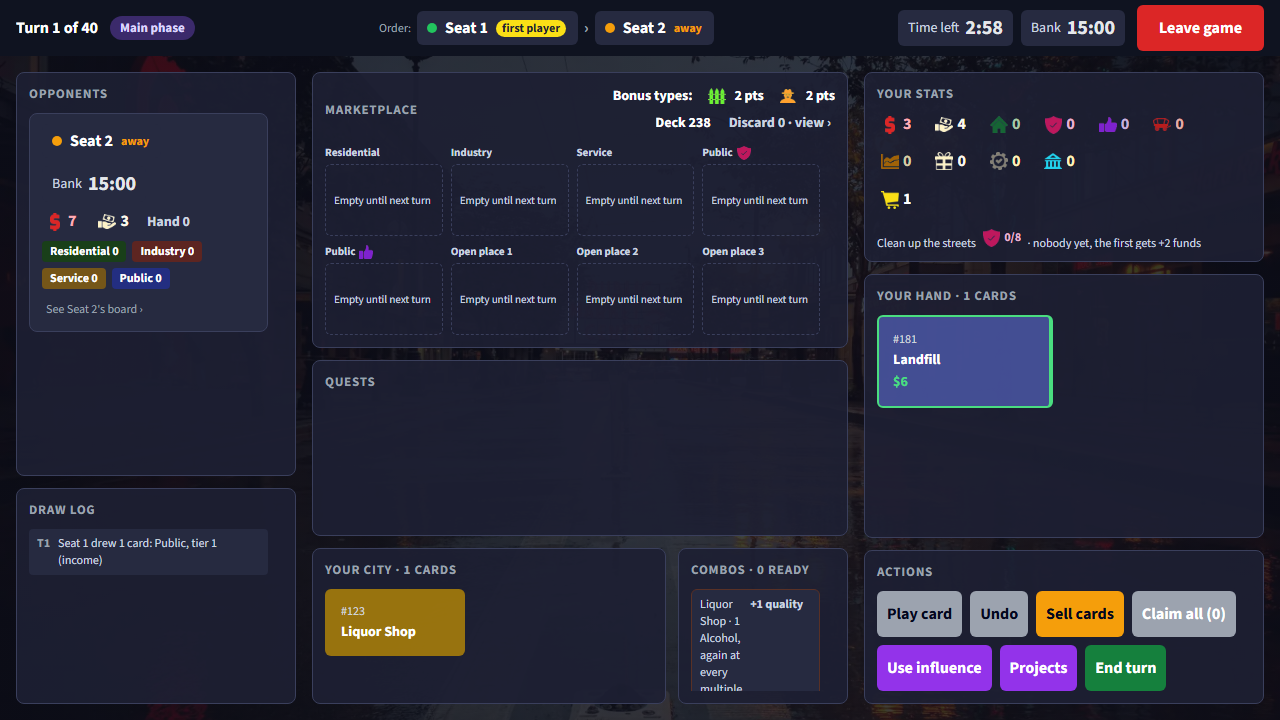 Turn 1 of 40 Main phase
Order: Seat 1 first player › Seat 2 away
Time left 2:58 Bank 15:00 Leave game
OPPONENTS
Seat 2 away
Bank 15:00
7 3 Hand 0
Residential 0 Industry 0
Service 0 Public 0
See Seat 2's board ›
DRAW LOG
T1 Seat 1 drew 1 card: Public, tier 1
(income)
MARKETPLACE
Bonus types: 2 pts 2 pts
Deck 238 Discard 0 · view ›
Residential Industry Service Public
Empty until next turn Empty until next turn Empty until next turn Empty until next turn
Public Open place 1 Open place 2 Open place 3
Empty until next turn Empty until next turn Empty until next turn Empty until next turn
QUESTS
YOUR CITY · 1 CARDS
#123
Liquor Shop
COMBOS · 0 READY
Liquor +1 quality
Shop · 1
Alcohol,
again at
every
multiple
YOUR STATS
3 4 0 0 0 0
0 0 0 0
1
Clean up the streets 0/8 · nobody yet, the first gets +2 funds
YOUR HAND · 1 CARDS
#181
Landfill
$6
ACTIONS
Play card Undo Sell cards Claim all (0)
Use influence Projects End turn